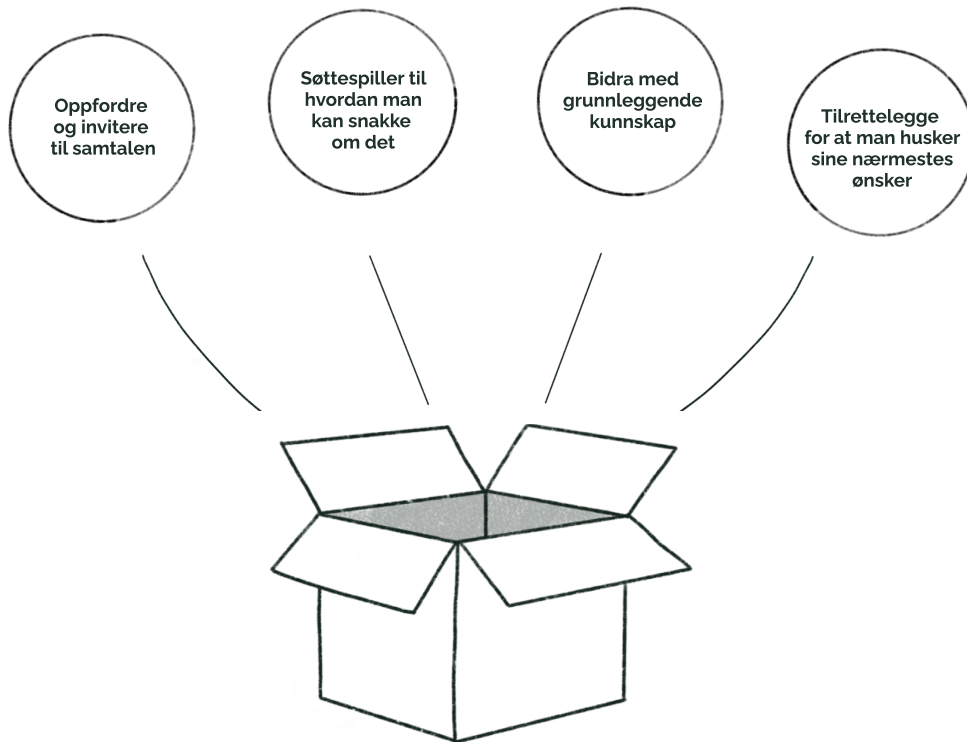 Oppfordre
og invitere
til samtalen
Søttespiller til
hvordan man
kan snakke
om det
Bidra med
grunnleggende
kunnskap
Tilrettelegge
for at man husker
sine nærmestes
ønsker